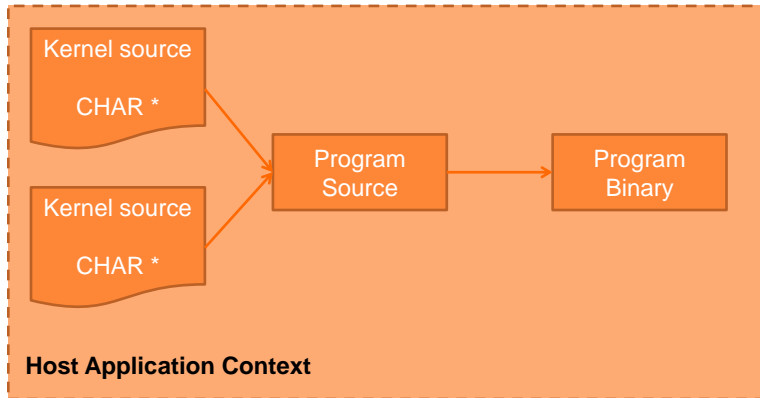 Kernel source
CHAR *
Program
Source
Program
Binary
Kernel source
CHAR *
Host Application Context